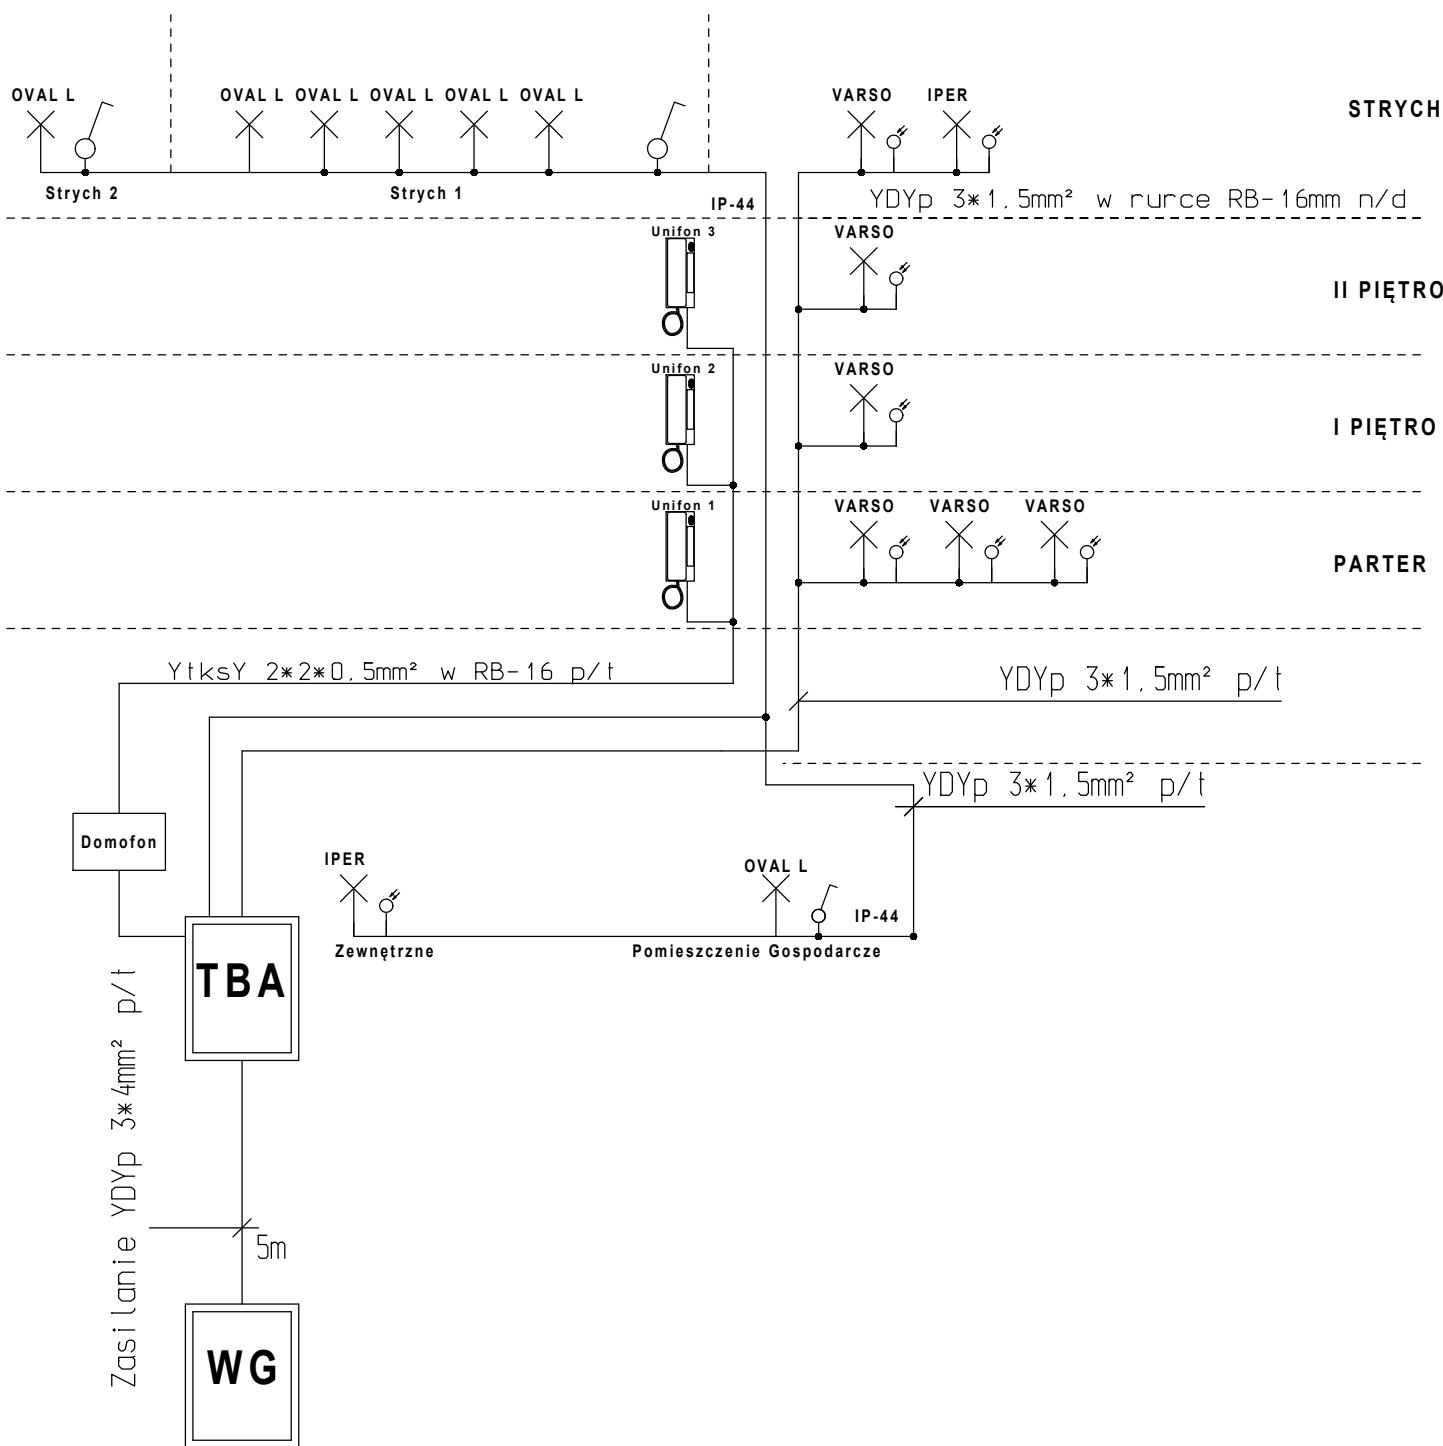 OVAL L OVAL L OVAL L OVAL L OVAL L OVAL L VARSO IPER STRYCH
Strych 2 Strych 1 IP-44 YDYp 3*1,5mm² w rurce RB-16mm n/d
Unifon 3 VARSO
II PIĘTRO
Unifon 2 VARSO
I PIĘTRO
Unifon 1 VARSO VARSO VARSO
PARTER
YtksY 2*2*0,5mm² w RB-16 p/t YDYp 3*1,5mm² p/t
YDYp 3*1,5mm² p/t
Domofon
IPER OVAL L
IP-44
Zewnętrzne Pomieszczenie Gospodarcze
TBA
Zasilanie YDYp 3*4mm² p/t
5m
WG